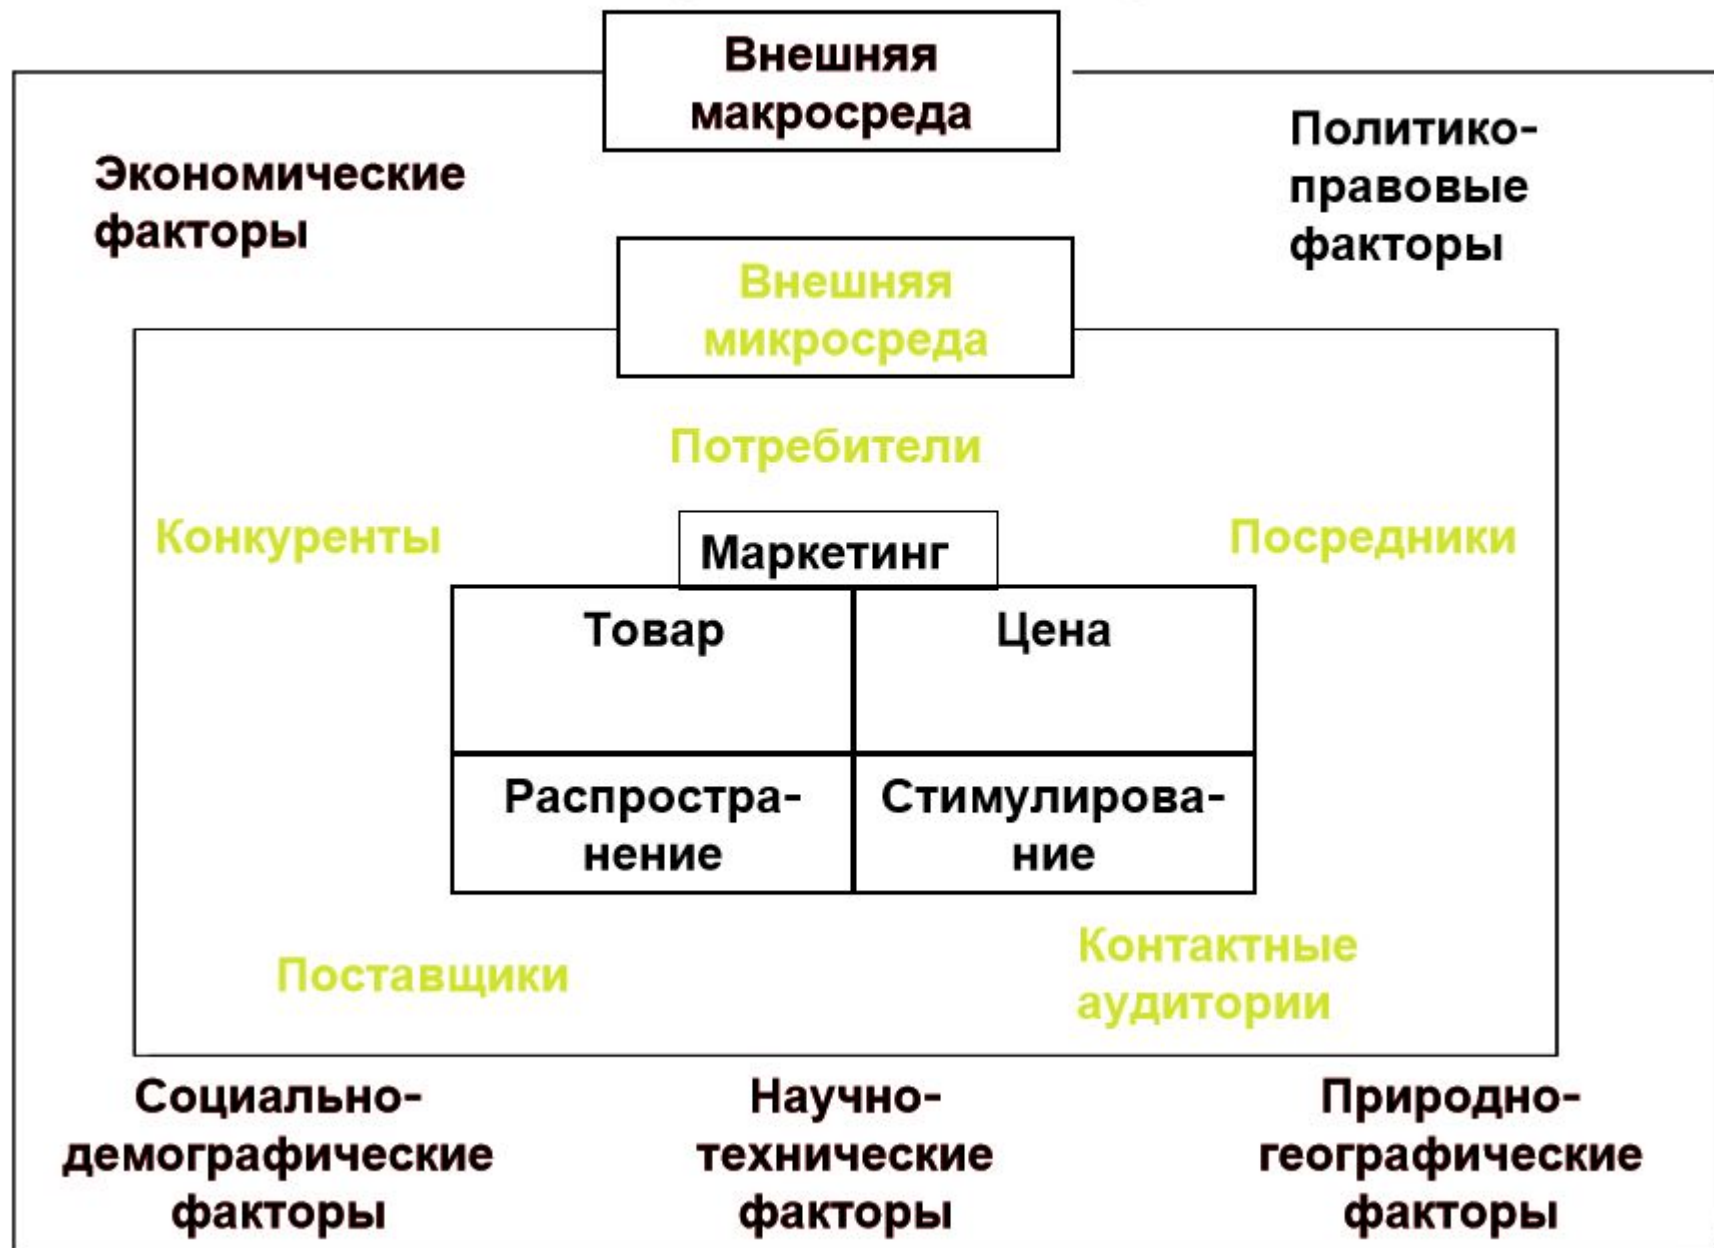 Внешняя
макросреда
Экономические
факторы
Политико-
правовые
факторы
Внешняя
микросреда
Потребители
Конкуренты
Посредники
Маркетинг
Товар
Цена
Распростра-
нение
Стимулирова-
ние
Поставщики
Контактные
аудитории
Социально-
демографические
факторы
Научно-
технические
факторы
Природно-
географические
факторы